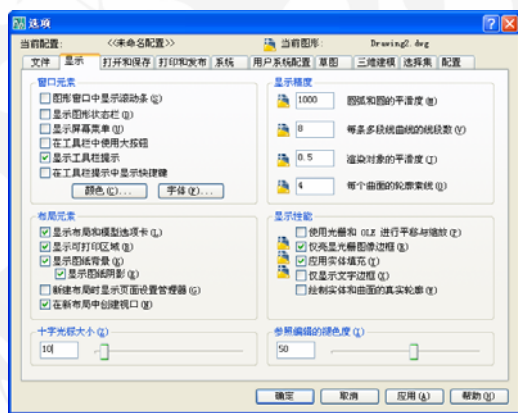 选项
当前配置: <<未命名配置>> 当前图形: Drawing2.dwg
文件 显示 打开和保存 打印和发布 系统 用户系统配置 草图 三维建模 选择集 配置
窗口元素
图形窗口中显示滚动条(S)
显示图形状态栏(D)
显示屏幕菜单(U)
在工具栏中使用大按钮
显示工具栏提示
在工具栏提示中显示快捷键
颜色(C)... 字体(F)...
显示精度
1000 圆弧和圆的平滑度(A)
8 每条多段线曲线的线段数(V)
0.5 渲染对象的平滑度(J)
4 每个曲面的轮廓素线(O)
布局元素
显示布局和模型选项卡(L)
显示可打印区域(B)
显示图纸背景(K)
显示图纸阴影(E)
新建布局时显示页面设置管理器(G)
在新布局中创建视口(N)
显示性能
使用光栅和 OLE 进行平移与缩放(P)
仅亮显光栅图像边框(R)
应用实体填充(Y)
仅显示文字边框(X)
绘制实体和曲面的真实轮廓(W)
十字光标大小(Z)
10
参照编辑的褪色度(I)
50
确定 取消 应用(A) 帮助(H)